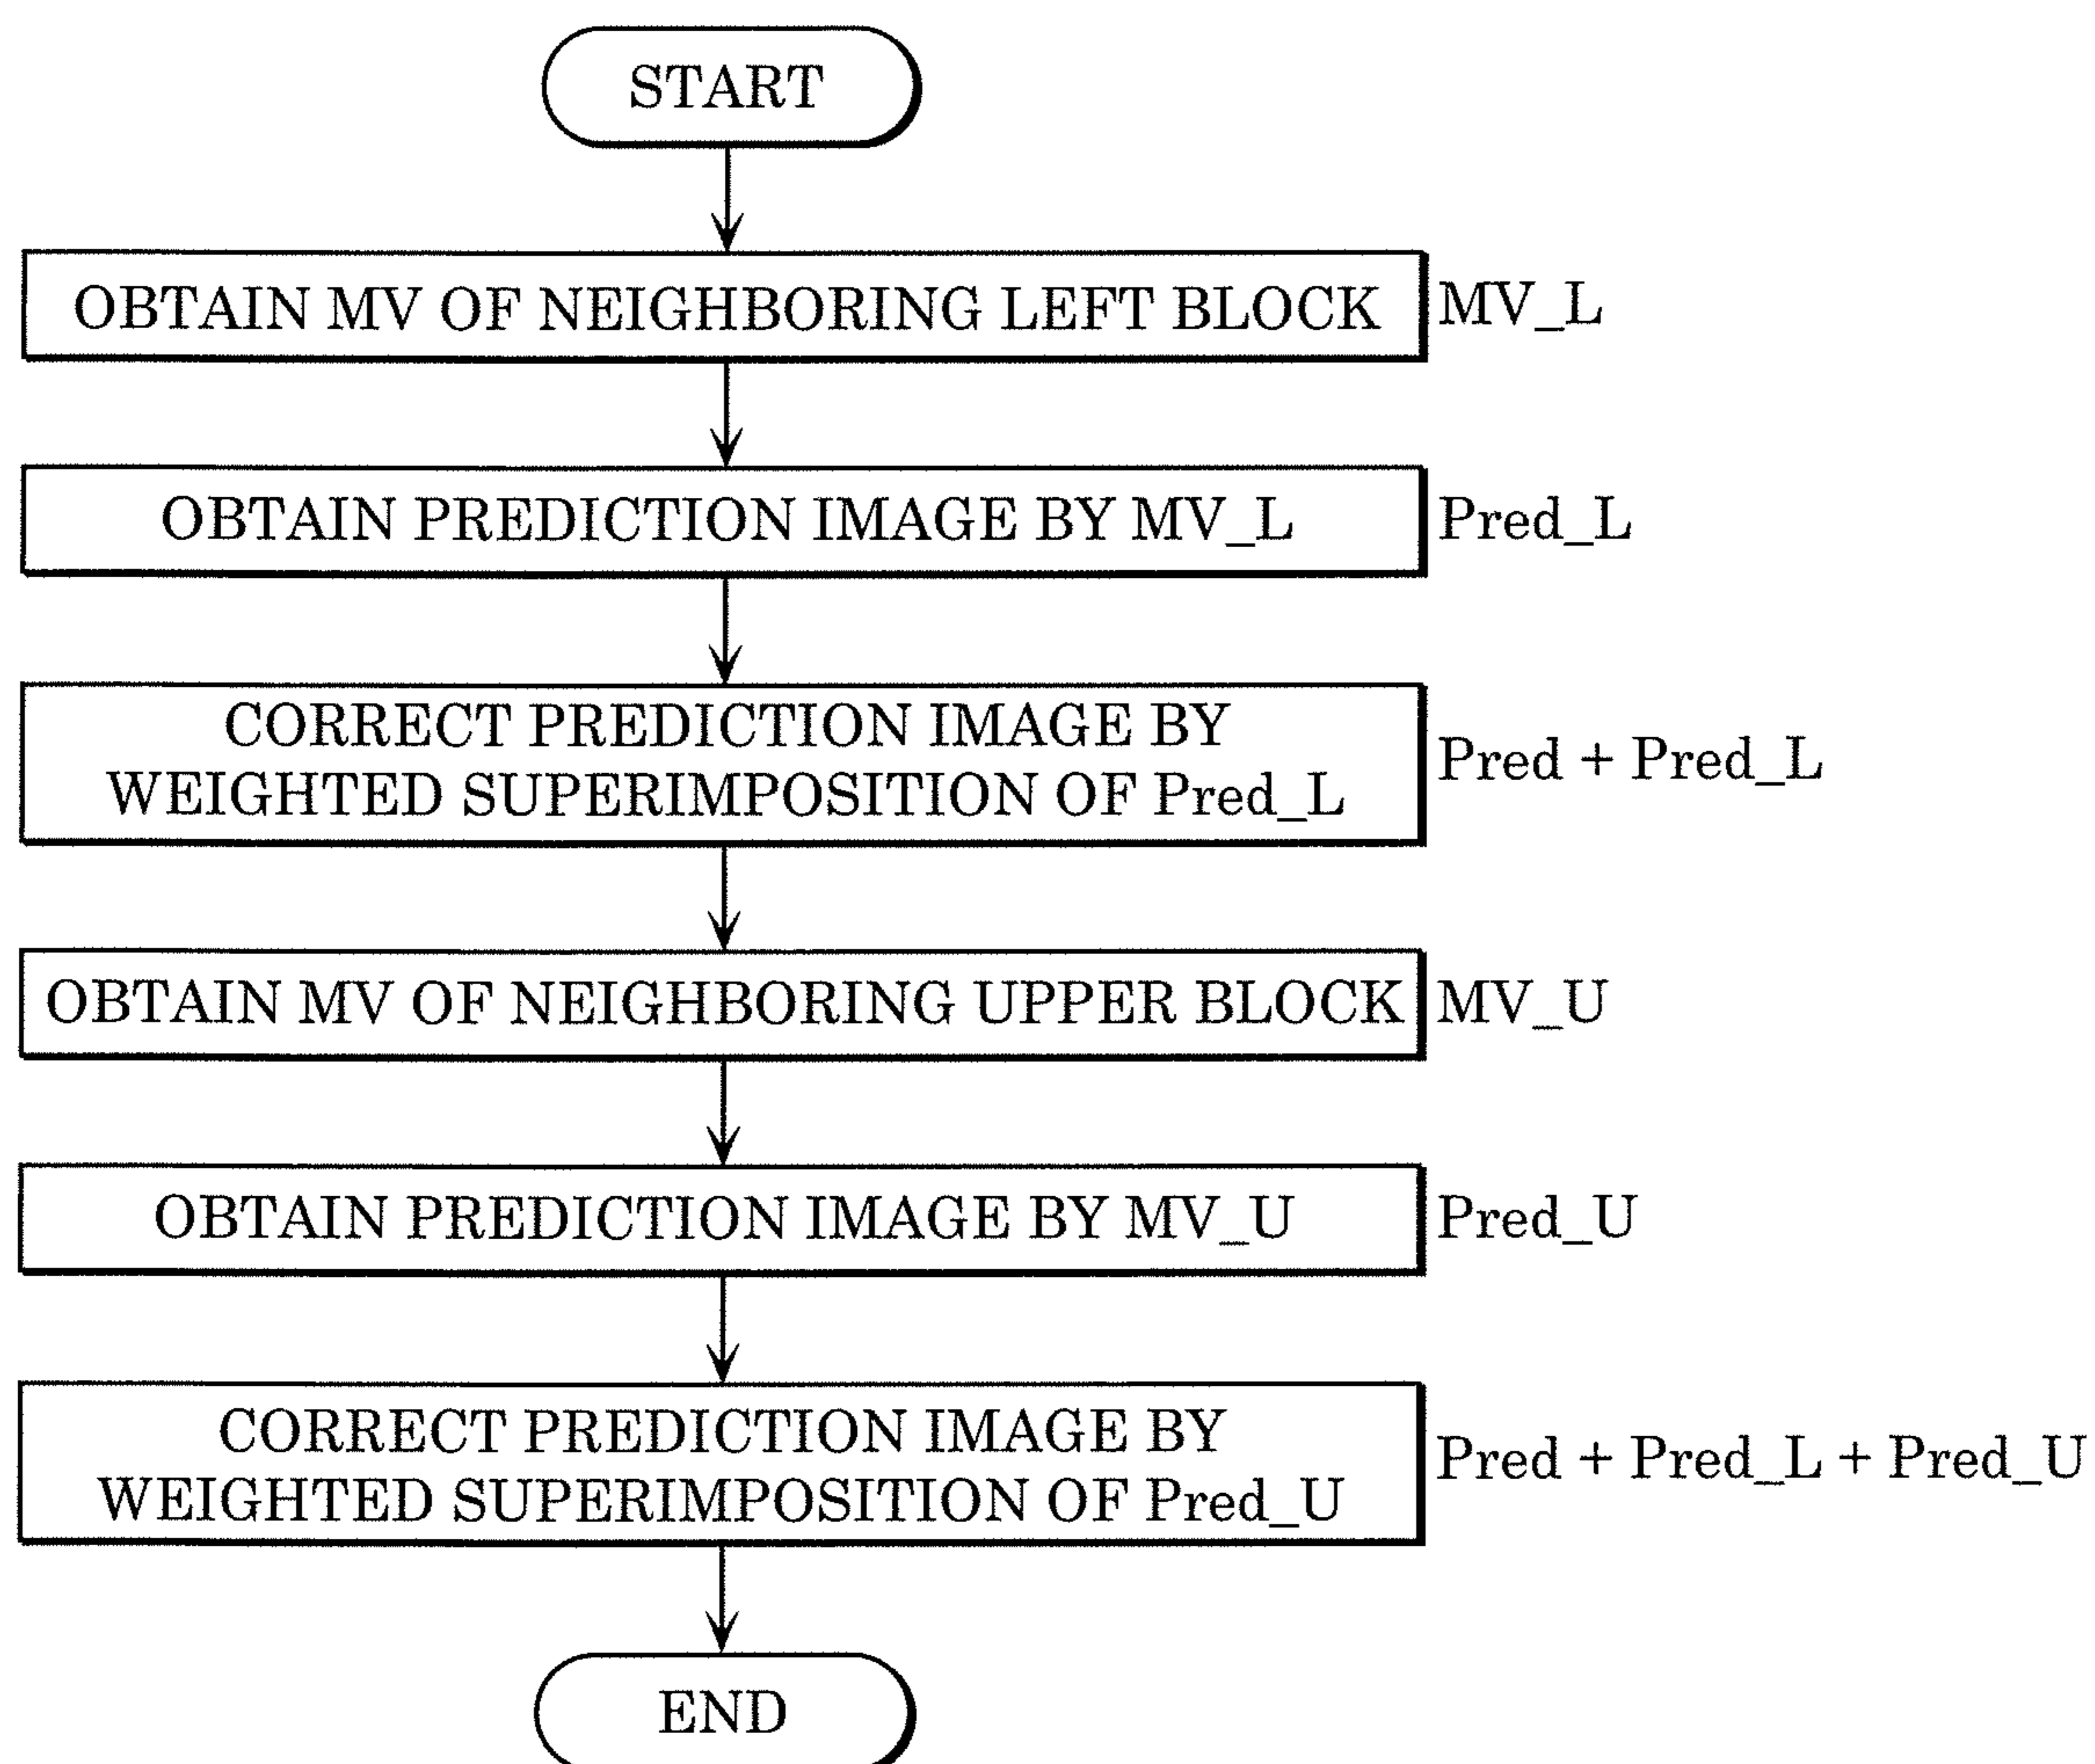 START
OBTAIN MV OF NEIGHBORING LEFT BLOCK
MV_L
OBTAIN PREDICTION IMAGE BY MV_L
Pred_L
CORRECT PREDICTION IMAGE BY
WEIGHTED SUPERIMPOSITION OF Pred_L
Pred + Pred_L
OBTAIN MV OF NEIGHBORING UPPER BLOCK
MV_U
OBTAIN PREDICTION IMAGE BY MV_U
Pred_U
CORRECT PREDICTION IMAGE BY
WEIGHTED SUPERIMPOSITION OF Pred_U
Pred + Pred_L + Pred_U
END